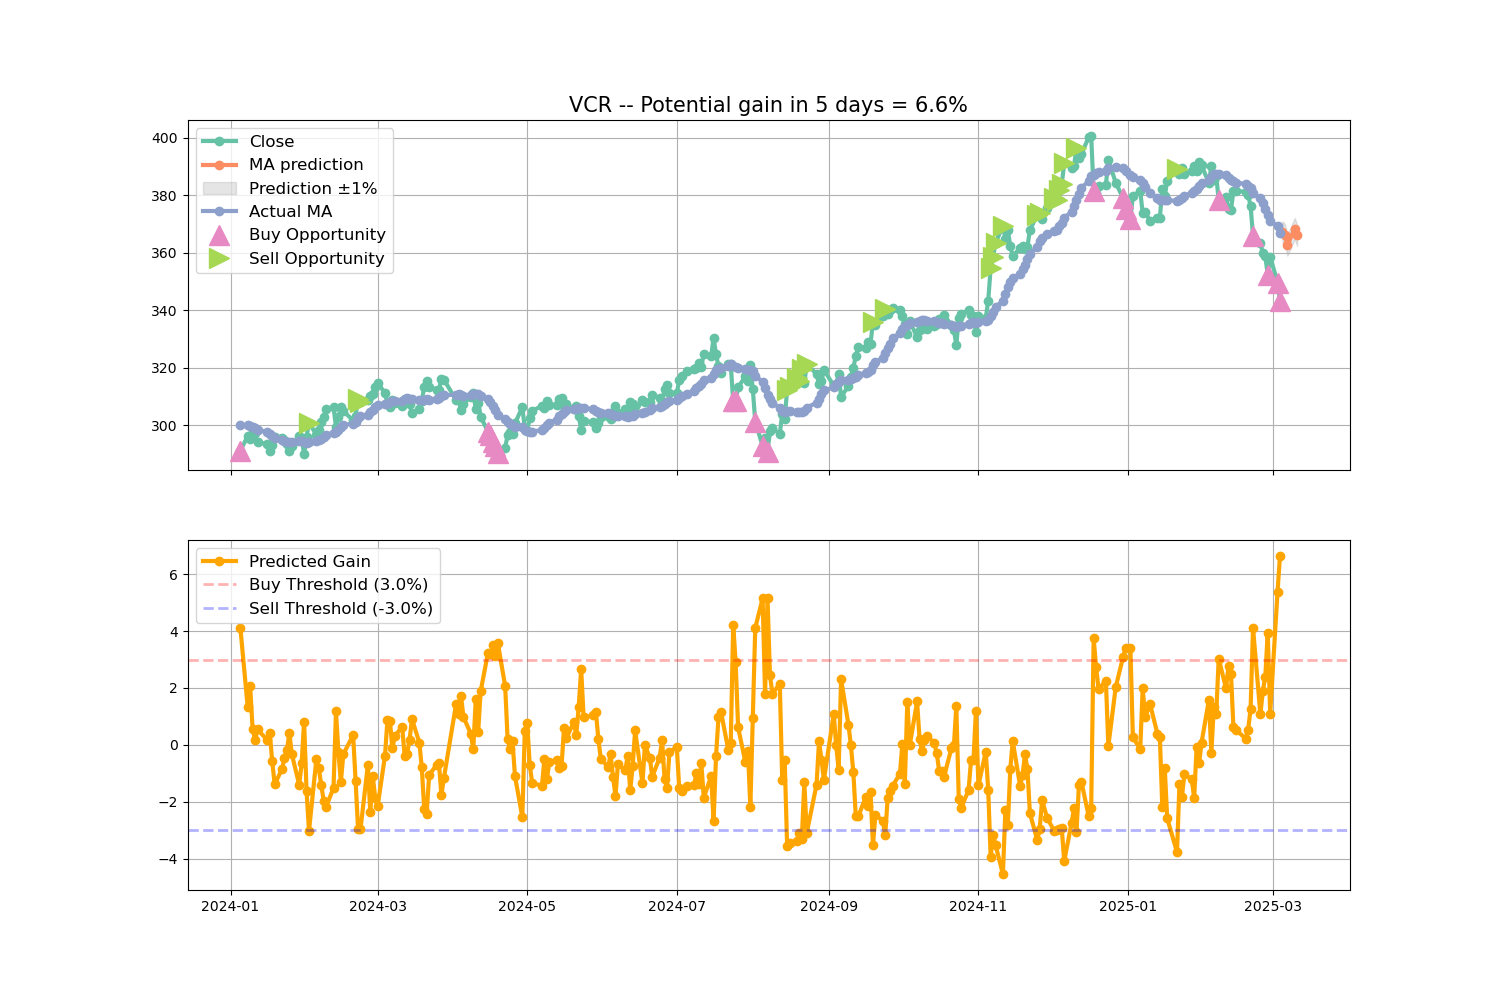 VCR -- Potential gain in 5 days = 6.6%
400
380
360
340
320
300
Close
MA prediction
Prediction ±1%
Actual MA
Buy Opportunity
Sell Opportunity
6
4
2
0
−2
−4
Predicted Gain
Buy Threshold (3.0%)
Sell Threshold (-3.0%)
2024-01
2024-03
2024-05
2024-07
2024-09
2024-11
2025-01
2025-03